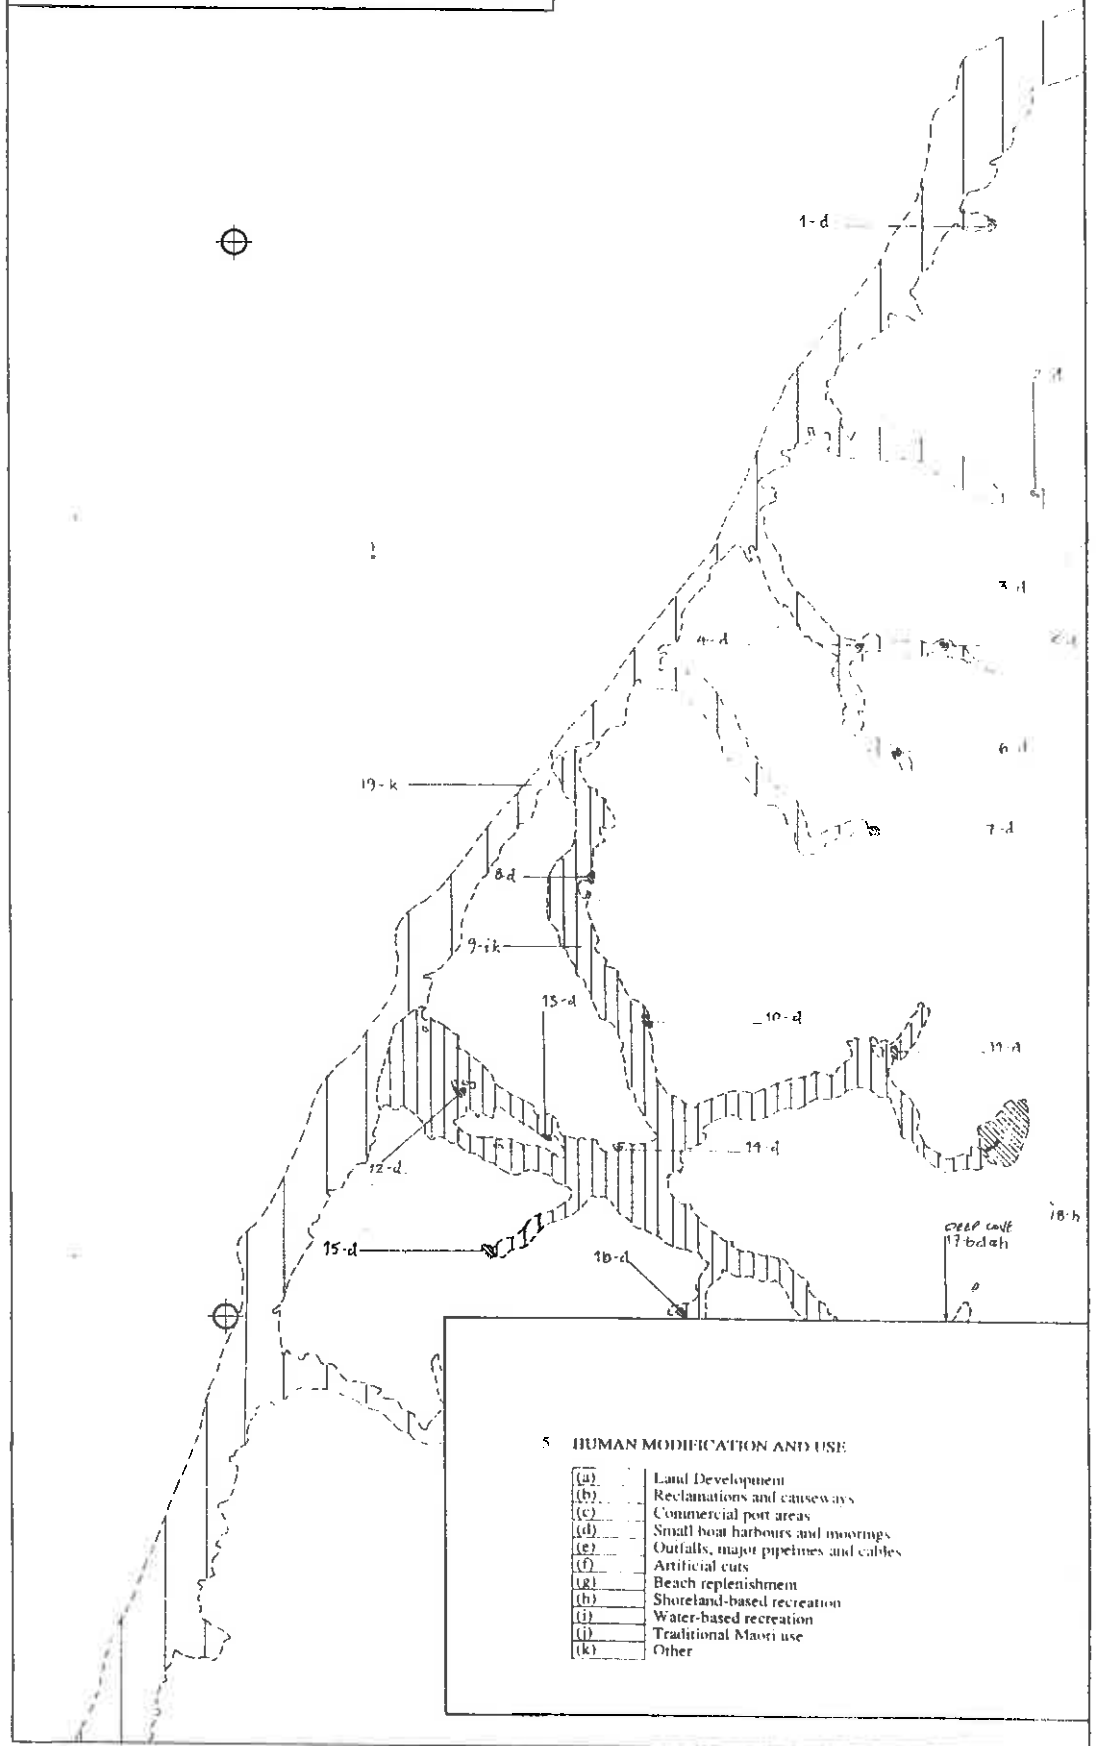 1-d
3-d
4-d
6-d
19-k
7-d
8-d
9-ik
13-d
10-d
11-d
12-d
14-d
18-h
15-d
16-d
DEEP COVE
5 HUMAN MODIFICATION AND USE
(a) Land Development
(b) Reclamations and causeways
(c) Commercial port areas
(d) Small boat harbours and moorings
(e) Outfalls, major pipelines and cables
(f) Artificial cuts
(g) Beach replenishment
(h) Shoreland-based recreation
(i) Water-based recreation
(j) Traditional Maori use
(k) Other